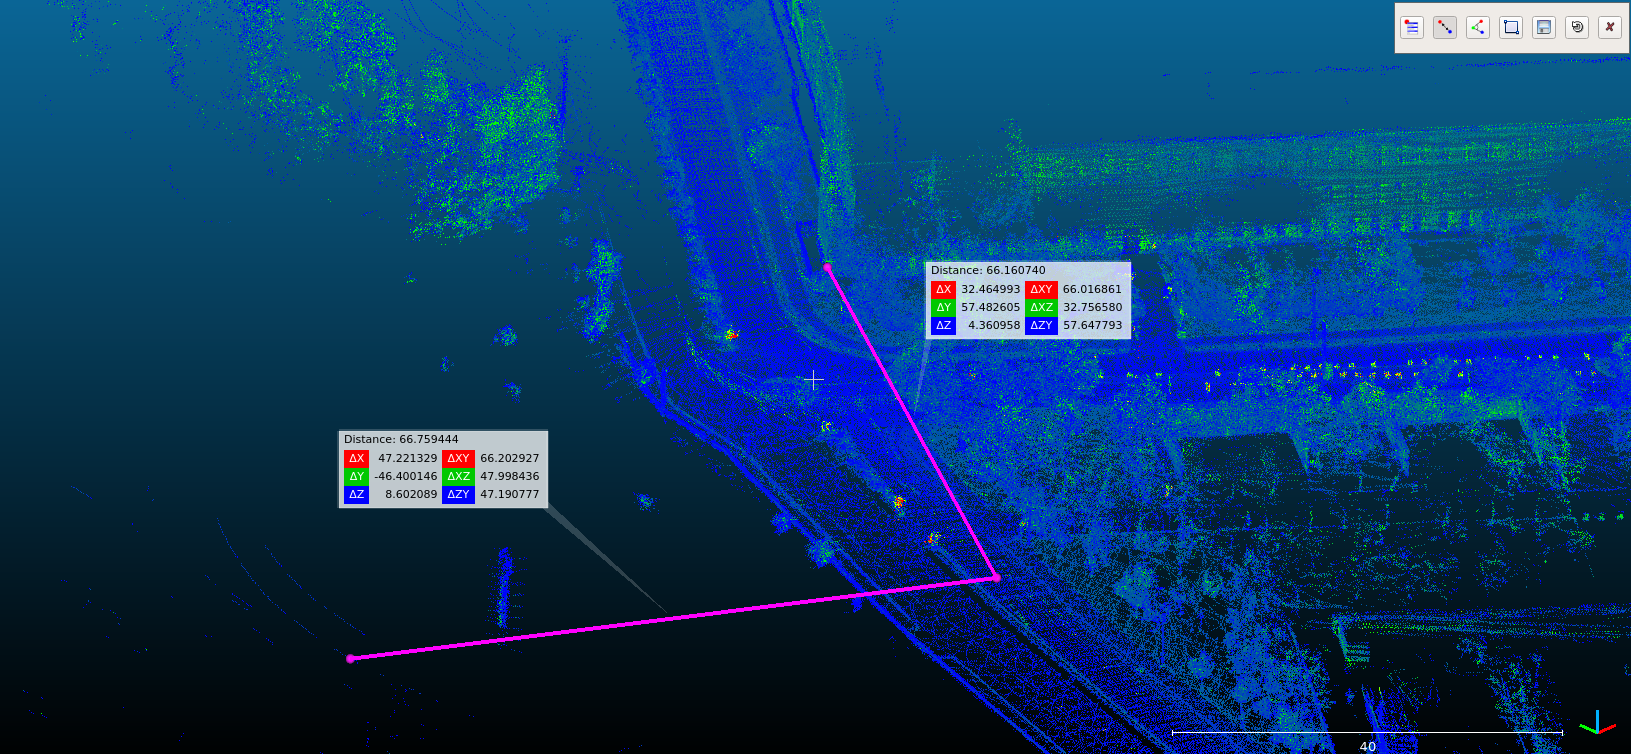 Distance: 66.160740
ΔX 32.464993 ΔXY 66.016861
ΔY 57.482605 ΔXZ 32.756580
ΔZ 4.360958 ΔZY 57.647793
Distance: 66.759444
ΔX 47.221329 ΔXY 66.202927
ΔY -46.400146 ΔXZ 47.998436
ΔZ 8.602089 ΔZY 47.190777
40